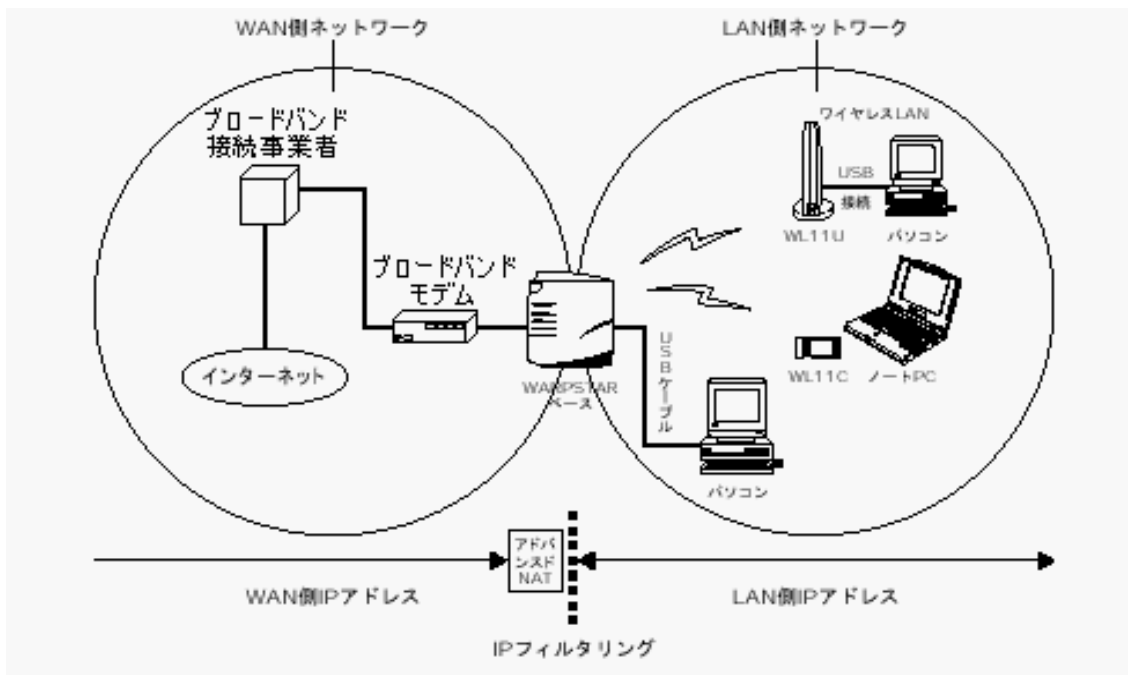 WAN側ネットワーク
LAN側ネットワーク
ブロードバンド
接続事業者
ワイヤレスLAN
USB
接続
WL11U
パソコン
ブロードバンド
モデム
インターネット
WARPSTAR
ベース
USBケーブル
WL11C
ノートPC
パソコン
アドバ
ンスド
NAT
WAN側IPアドレス
LAN側IPアドレス
IPフィルタリング